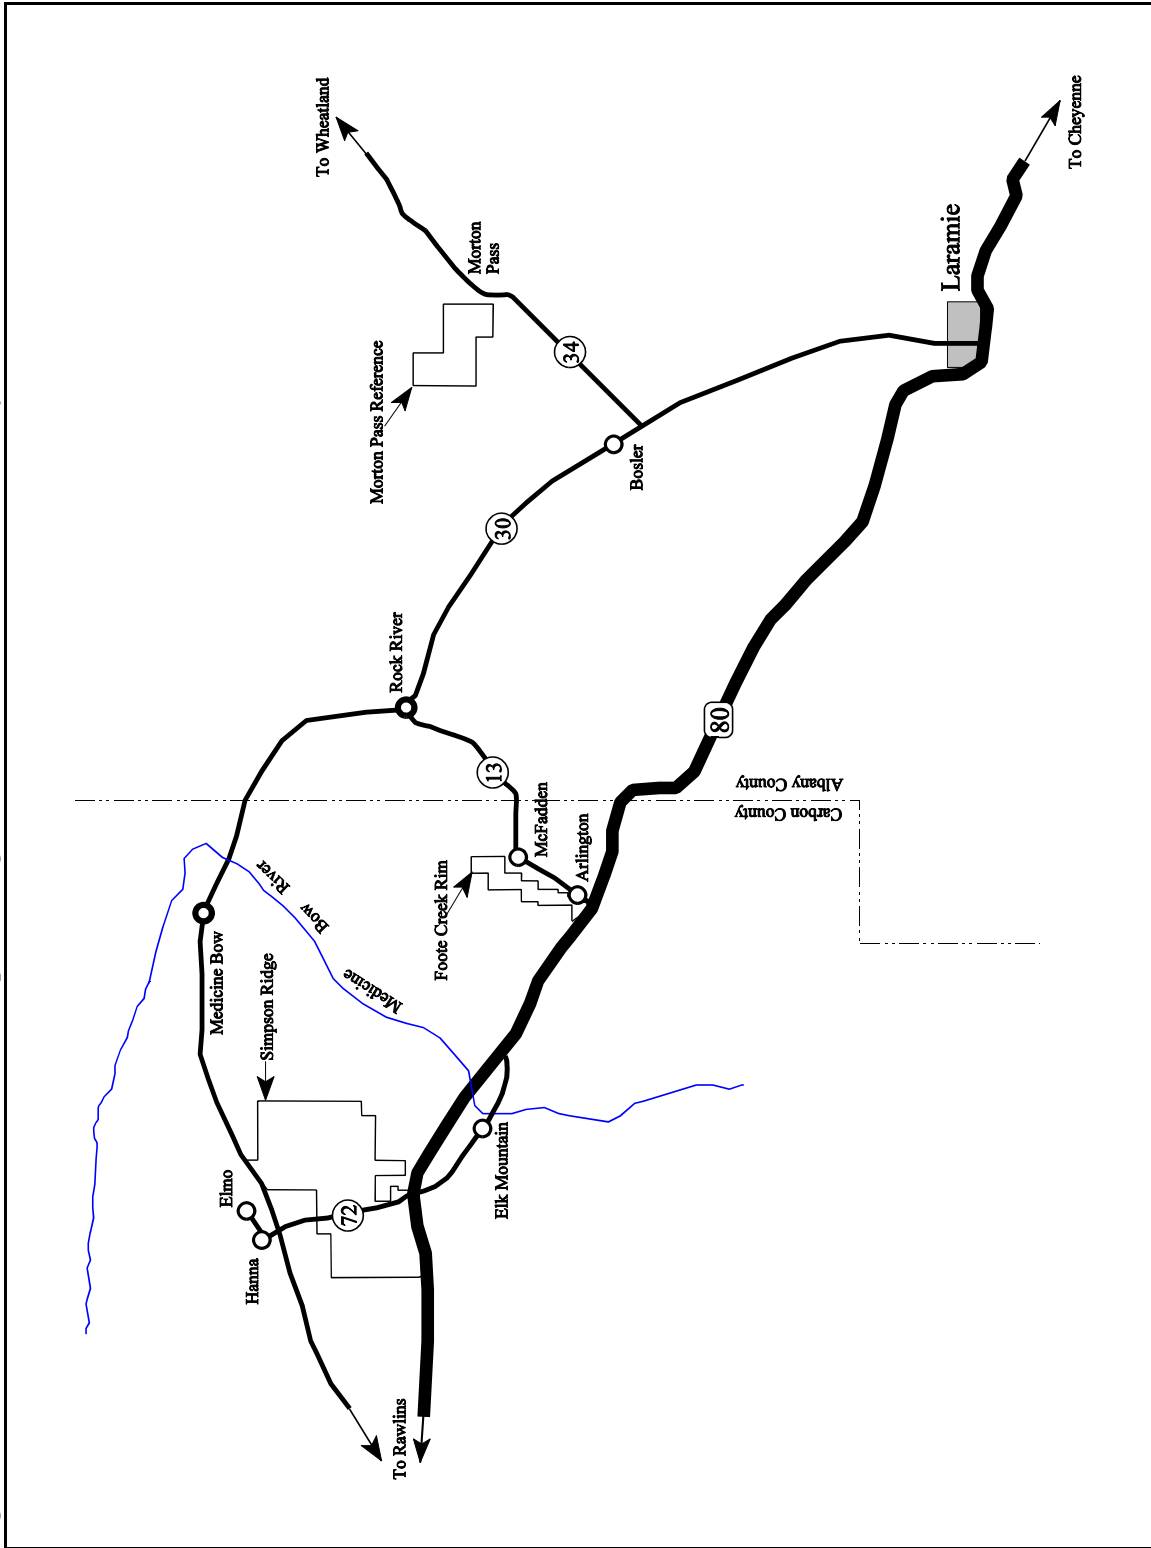 To Wheatland
Morton
Pass
Morton Pass Reference
34
To Cheyenne
Laramie
Bosler
30
Rock River
13
80
Albany County
Carbon County
McFadden
Arlington
Foote Creek Rim
Medicine
Bow
River
Medicine Bow
Simpson Ridge
Elmo
Hanna
72
Elk Mountain
To Rawlins